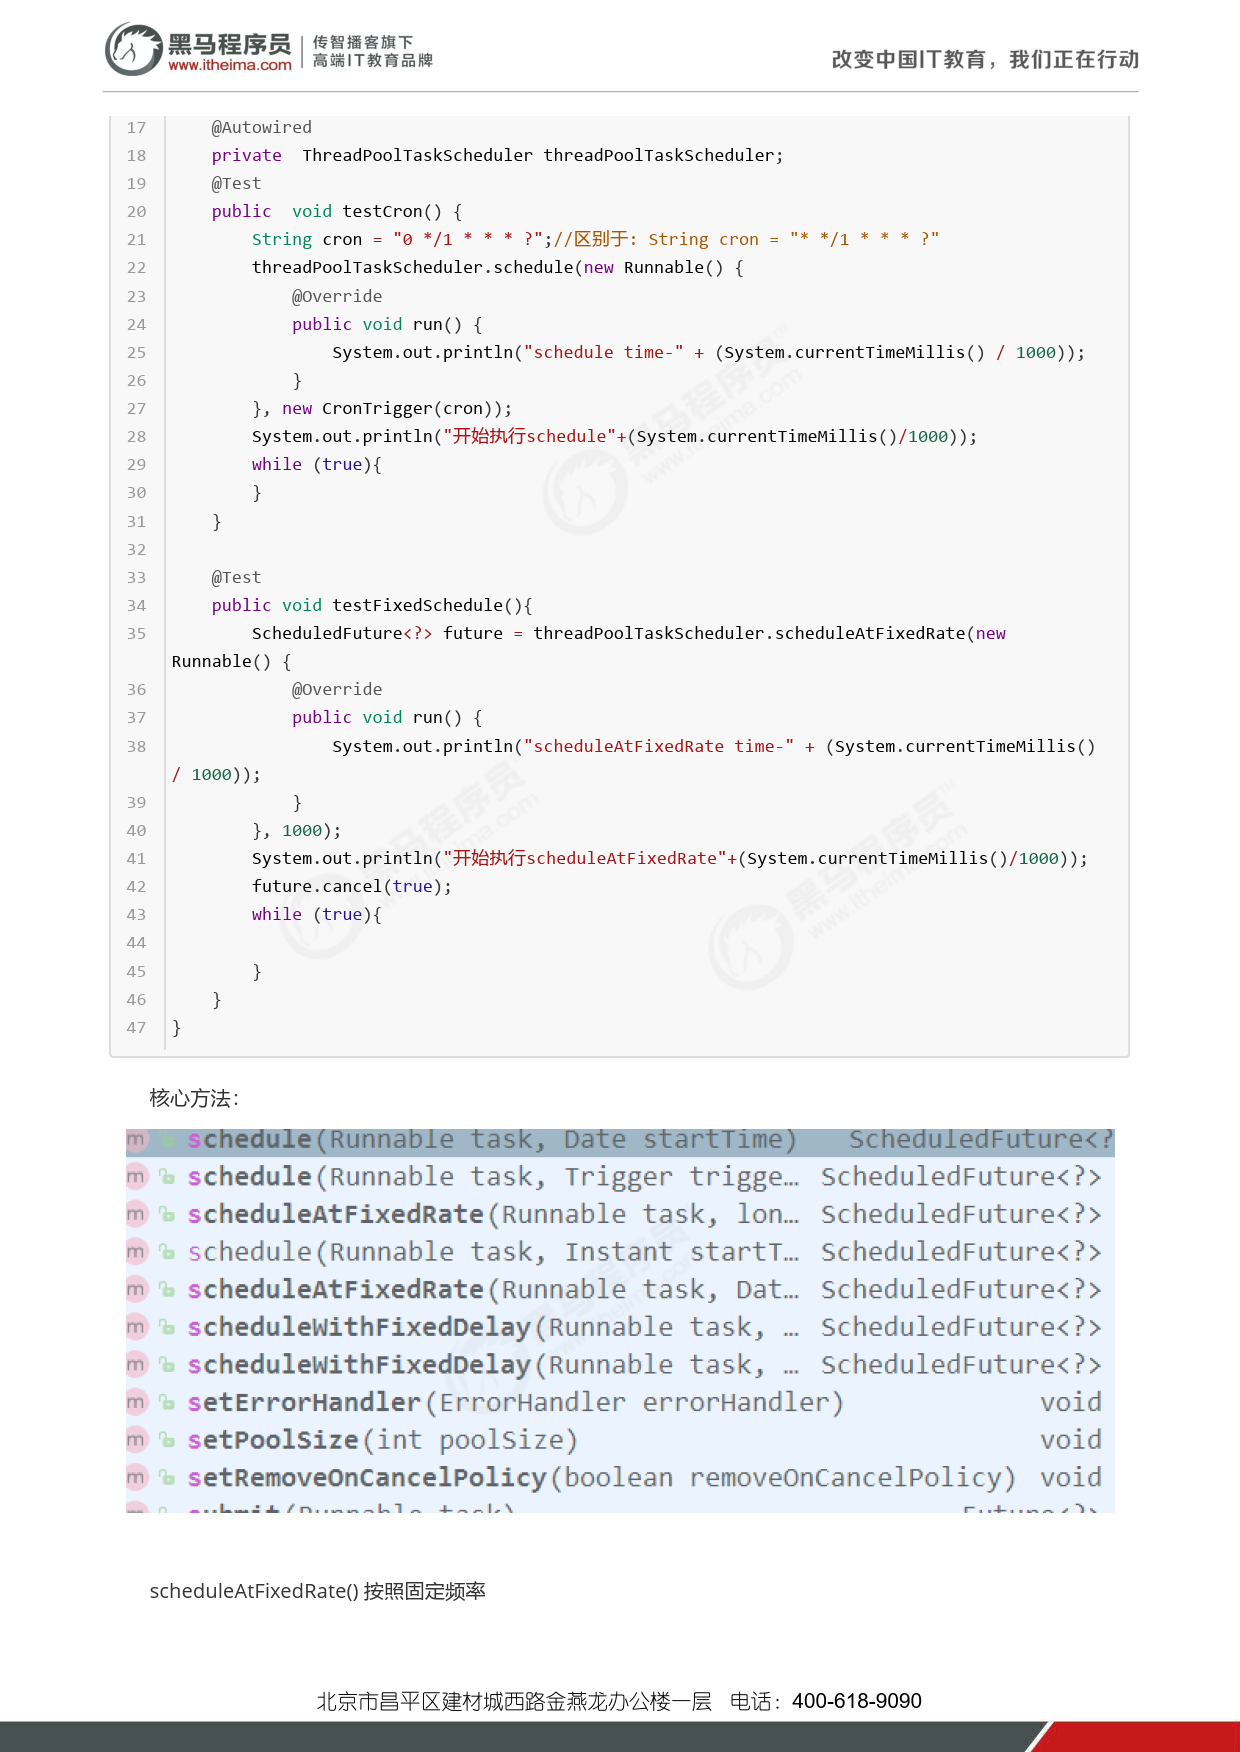 黑马程序员
www.itheima.com
传智播客旗下
高端IT教育品牌
改变中国IT教育，我们正在行动
17 @Autowired
18 private  ThreadPoolTaskScheduler threadPoolTaskScheduler;
19 @Test
20 public  void testCron() {
21 String cron = "0 */1 * * * ?";//区别于: String cron = "* */1 * * * ?"
22 threadPoolTaskScheduler.schedule(new Runnable() {
23 @Override
24 public void run() {
25 System.out.println("schedule time-" + (System.currentTimeMillis() / 1000));
26 }
27 }, new CronTrigger(cron));
28 System.out.println("开始执行schedule"+(System.currentTimeMillis()/1000));
29 while (true){
30 }
31 }
32
33 @Test
34 public void testFixedSchedule(){
35 ScheduledFuture<?> future = threadPoolTaskScheduler.scheduleAtFixedRate(new
Runnable() {
36 @Override
37 public void run() {
38 System.out.println("scheduleAtFixedRate time-" + (System.currentTimeMillis()
/ 1000));
39 }
40 }, 1000);
41 System.out.println("开始执行scheduleAtFixedRate"+(System.currentTimeMillis()/1000));
42 future.cancel(true);
43 while (true){
44
45 }
46 }
47 }
核心方法：
m schedule(Runnable task, Date startTime) ScheduledFuture<?
m schedule(Runnable task, Trigger trigge… ScheduledFuture<?>
m scheduleAtFixedRate(Runnable task, lon… ScheduledFuture<?>
m schedule(Runnable task, Instant startT… ScheduledFuture<?>
m scheduleAtFixedRate(Runnable task, Dat… ScheduledFuture<?>
m scheduleWithFixedDelay(Runnable task, … ScheduledFuture<?>
m scheduleWithFixedDelay(Runnable task, … ScheduledFuture<?>
m setErrorHandler(ErrorHandler errorHandler) void
m setPoolSize(int poolSize) void
m setRemoveOnCancelPolicy(boolean removeOnCancelPolicy) void
m submit(Runnable task) Future<?>
scheduleAtFixedRate() 按照固定频率
北京市昌平区建材城西路金燕龙办公楼一层 电话：400-618-9090